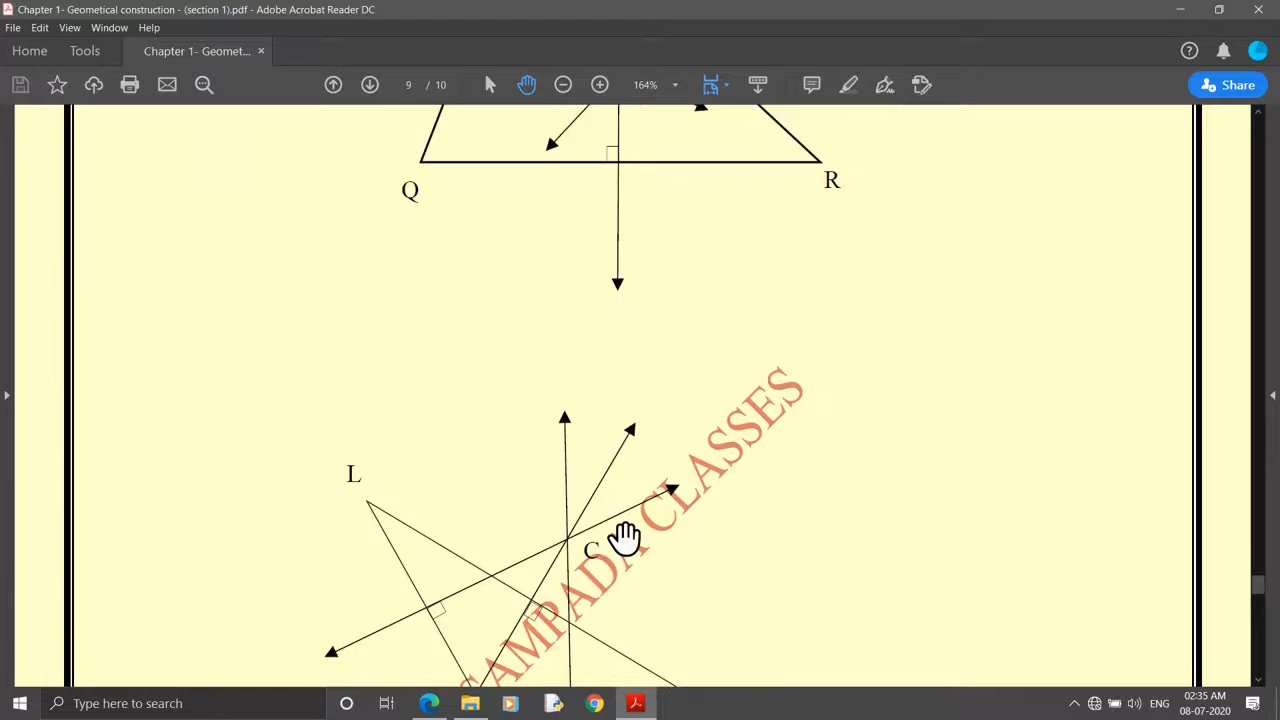 Chapter 1- Geometical construction - (section 1).pdf - Adobe Acrobat Reader DC
File Edit View Window Help
Home Tools Chapter 1- Geomet... ×
9 / 10 164% Share
Q R
L
C
SAMPADA CLASSES
Type here to search
02:35 AM
08-07-2020